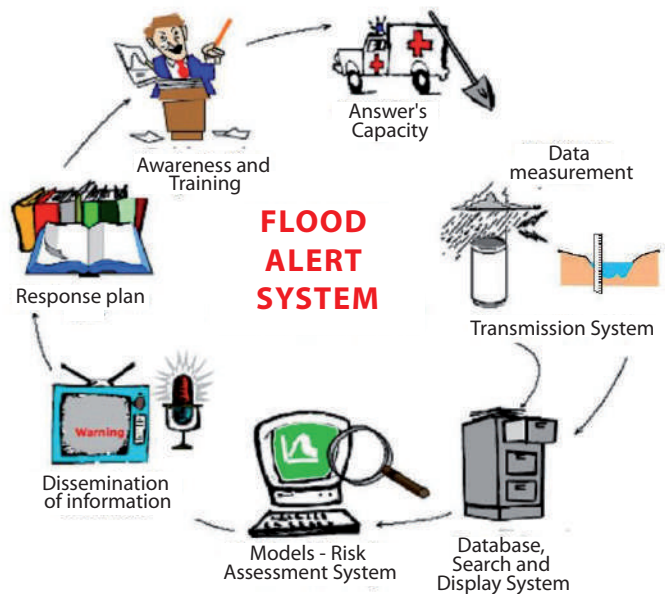 Answer's
Capacity
Awareness and
Training
Data
measurement
FLOOD
ALERT
SYSTEM
Response plan
Transmission System
Warning
Dissemination
of information
Models - Risk
Assessment System
Database,
Search and
Display System